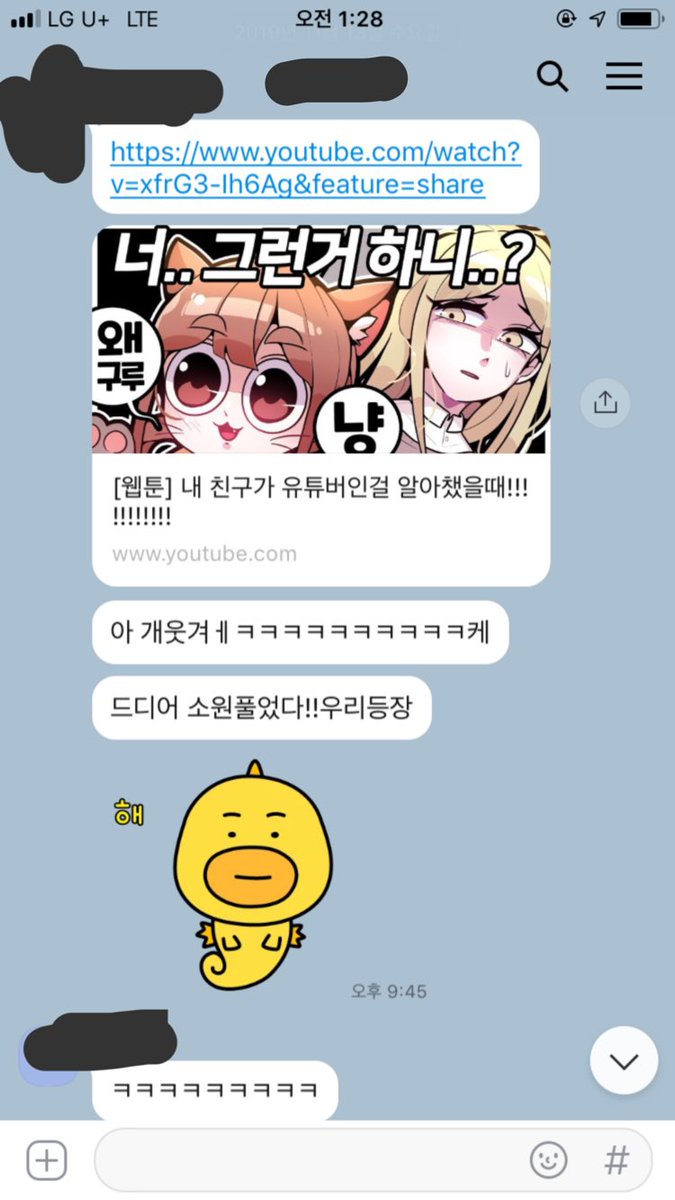 LG U+ LTE 오전 1:28
https://www.youtube.com/watch?
v=xfrG3-Ih6Ag&feature=share
너.. 그런거 하니..?
왜
구루
냥
[웹툰] 내 친구가 유튜버인걸 알아챘을때!!!
!!!!!!!!!
www.youtube.com
아 개웃겨ㅔㅋㅋㅋㅋㅋㅋㅋㅋㅋㅋ케
드디어 소원풀었다!!우리등장
해
오후 9:45
ㅋㅋㅋㅋㅋㅋㅋㅋㅋ
#